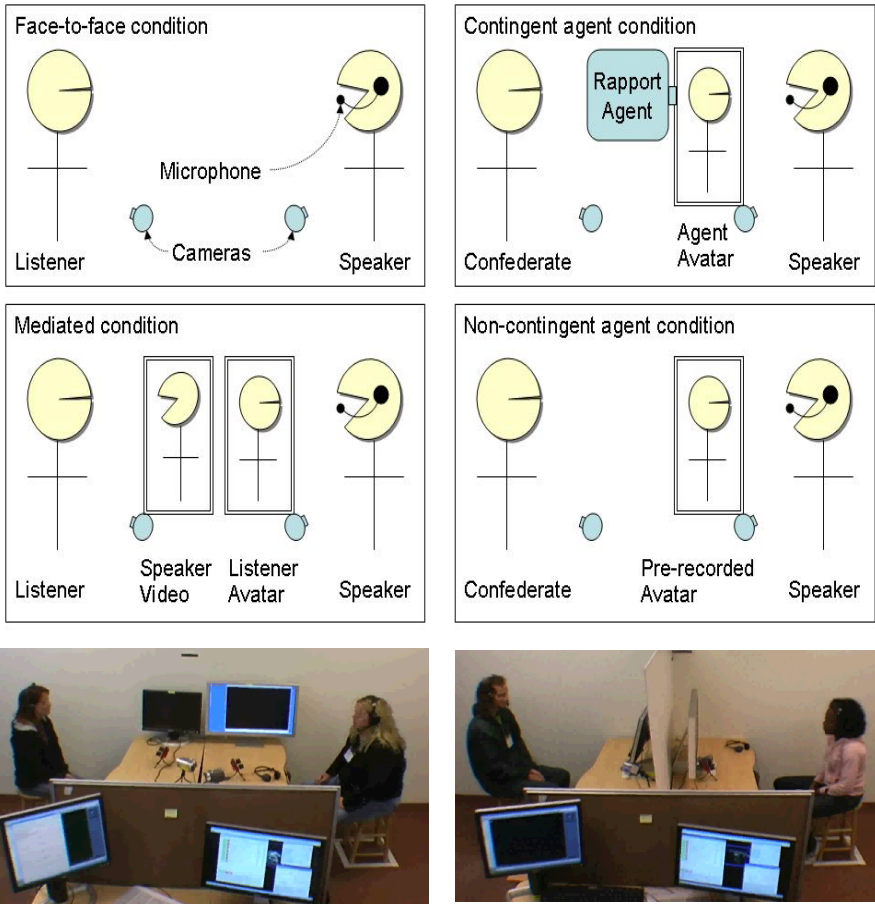 Face-to-face condition
Microphone
Cameras
Listener
Speaker
Contingent agent condition
Rapport
Agent
Agent
Avatar
Confederate
Speaker
Mediated condition
Speaker
Video
Listener
Avatar
Listener
Speaker
Non-contingent agent condition
Pre-recorded
Avatar
Confederate
Speaker